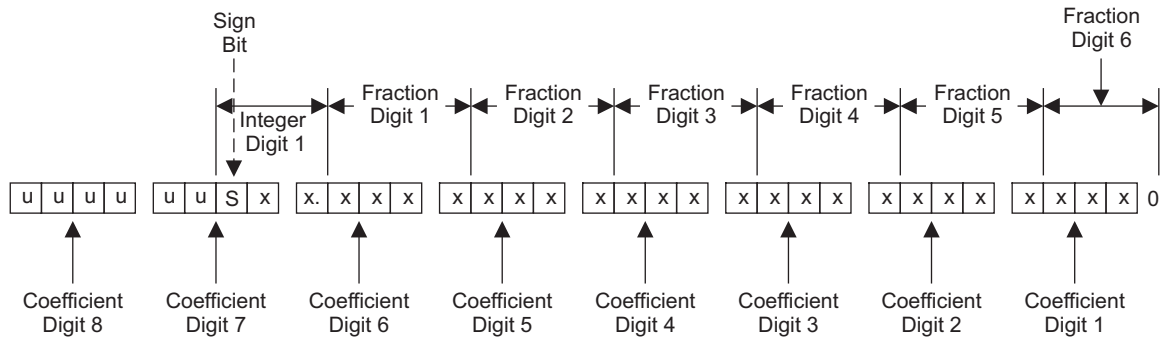 Sign
Bit
Fraction
Digit 6
Integer
Digit 1
Fraction
Digit 1
Fraction
Digit 2
Fraction
Digit 3
Fraction
Digit 4
Fraction
Digit 5
u u u u u u S x x. x x x x x x x x x x x x x x x x x x x x x x x 0
Coefficient
Digit 8
Coefficient
Digit 7
Coefficient
Digit 6
Coefficient
Digit 5
Coefficient
Digit 4
Coefficient
Digit 3
Coefficient
Digit 2
Coefficient
Digit 1